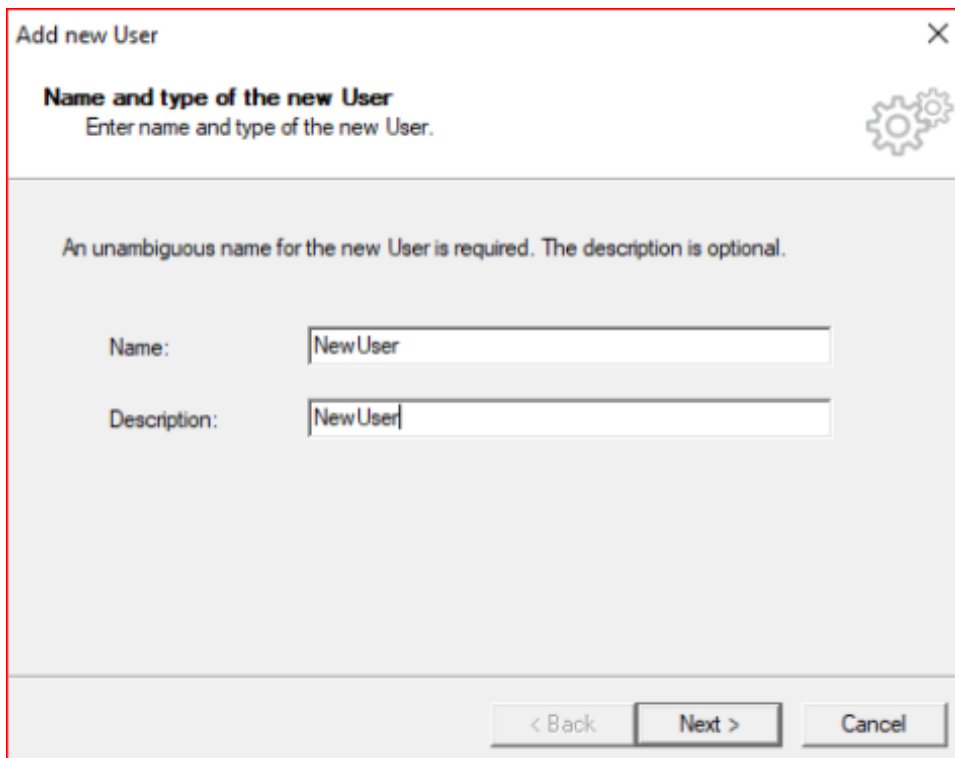 Add new User
Name and type of the new User
Enter name and type of the new User.
An unambiguous name for the new User is required. The description is optional.
Name: NewUser
Description: NewUser
< Back Next > Cancel